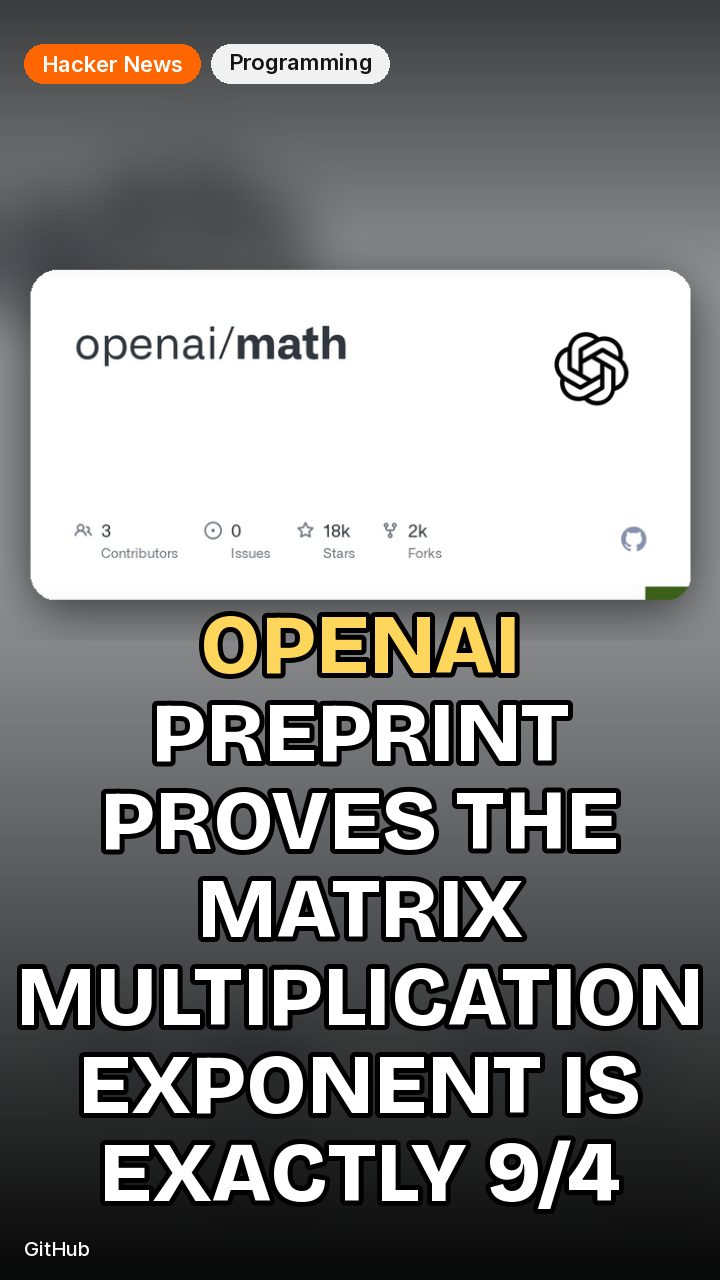 Hacker News
Programming
openai/math
3
Contributors
0
Issues
18k
Stars
2k
Forks
OPENAI
PREPRINT
PROVES THE
MATRIX
MULTIPLICATION
EXPONENT IS
EXACTLY 9/4
GitHub